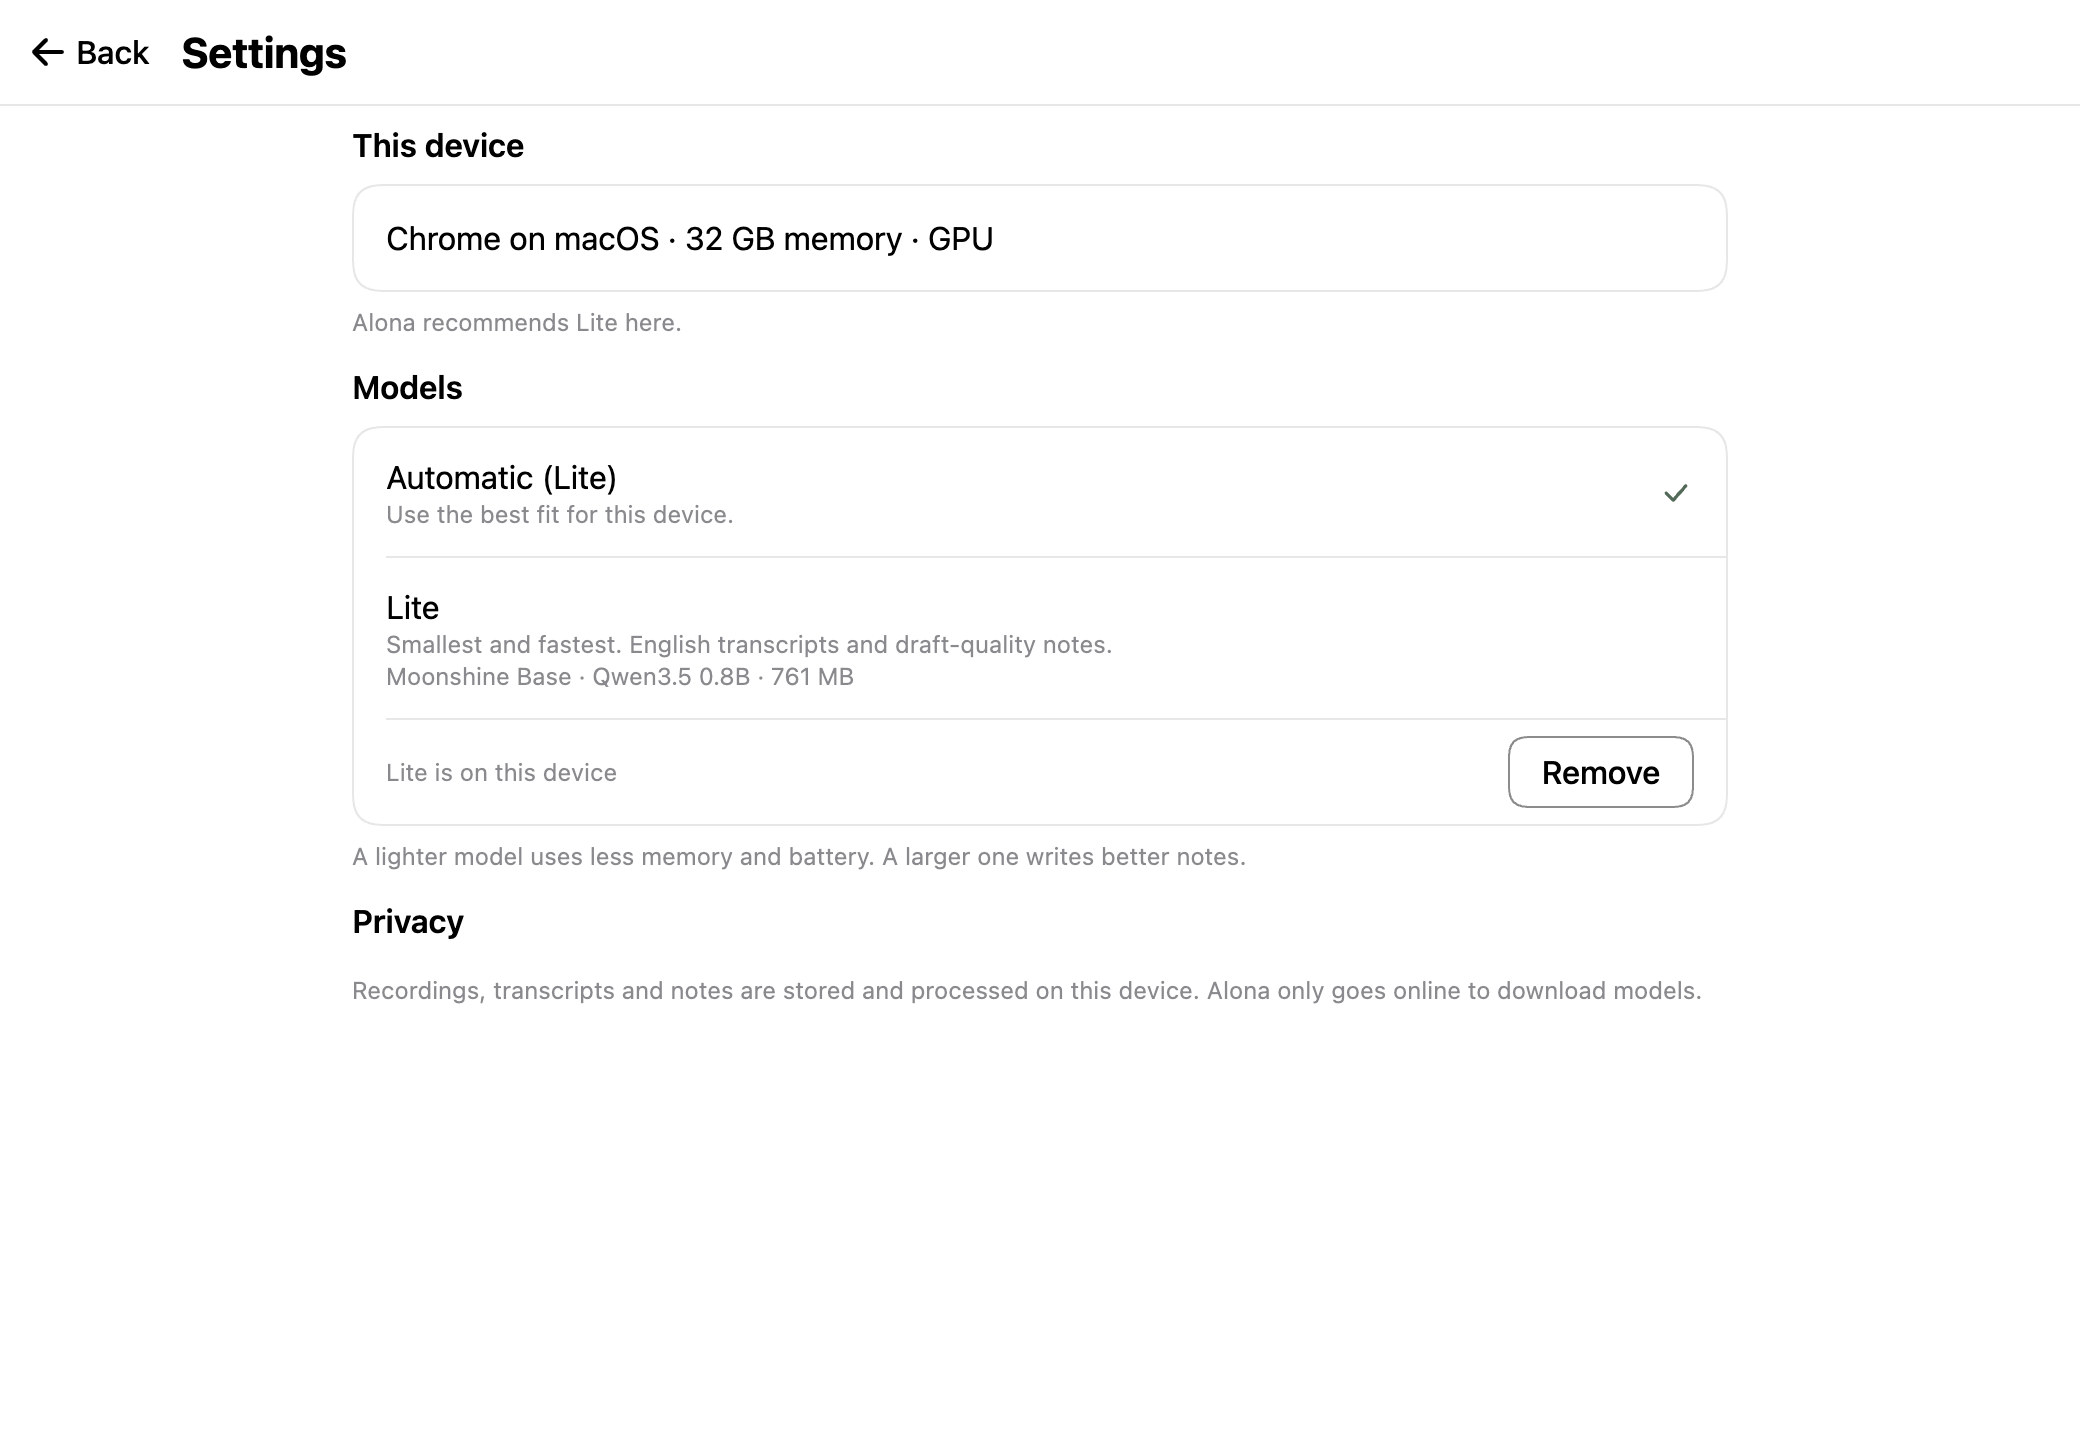 Back Settings
This device
Chrome on macOS · 32 GB memory · GPU
Alona recommends Lite here.
Models
Automatic (Lite)
Use the best fit for this device.
Lite
Smallest and fastest. English transcripts and draft-quality notes.
Moonshine Base · Qwen3.5 0.8B · 761 MB
Lite is on this device Remove
A lighter model uses less memory and battery. A larger one writes better notes.
Privacy
Recordings, transcripts and notes are stored and processed on this device. Alona only goes online to download models.